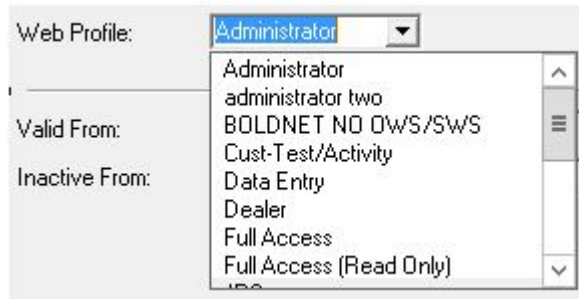 Web Profile: Administrator
Administrator
administrator two
BOLDNET NO OWS/SWS
Valid From:
Cust-Test/Activity
Inactive From:
Data Entry
Dealer
Full Access
Full Access (Read Only)